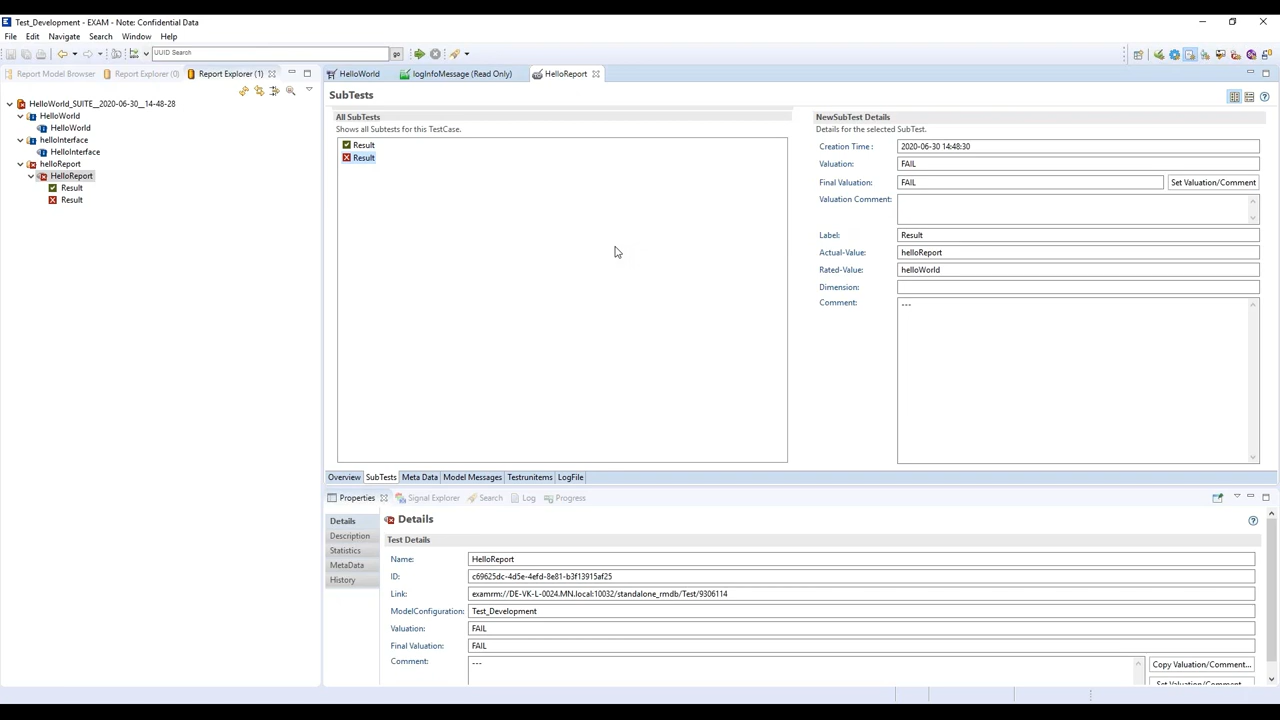 Test_Development - EXAM - Note: Confidential Data
File Edit Navigate Search Window Help
UUID Search go
Report Model Browser Report Explorer (0) Report Explorer (1)
HelloWorld_SUITE__2020-06-30__14-48-28
HelloWorld
HelloWorld
helloInterface
HelloInterface
helloReport
HelloReport
Result
Result
HelloWorld logInfoMessage (Read Only) HelloReport
SubTests
All SubTests
Shows all Subtests for this TestCase.
Result
Result
NewSubTest Details
Details for the selected SubTest.
Creation Time : 2020-06-30 14:48:30
Valuation: FAIL
Final Valuation: FAIL Set Valuation/Comment
Valuation Comment:
Label: Result
Actual-Value: helloReport
Rated-Value: helloWorld
Dimension:
Comment: ---
Overview SubTests Meta Data Model Messages Testrunitems LogFile
Properties Signal Explorer Search Log Progress
Details
Description
Statistics
MetaData
History
Details
Test Details
Name: HelloReport
ID: c69625dc-4d5e-4efd-8e81-b3f13915af25
Link: examrm://DE-VK-L-0024.MN.local:10032/standalone_rmdb/Test/9306114
ModelConfiguration: Test_Development
Valuation: FAIL
Final Valuation: FAIL
Comment: --- Copy Valuation/Comment...
Set Valuation/Comment